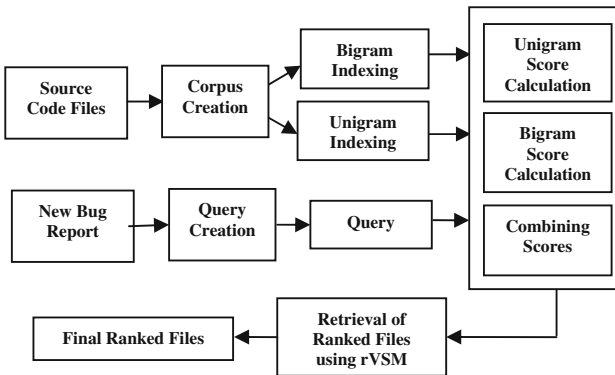 Source
Code Files
Corpus
Creation
Bigram
Indexing
Unigram
Indexing
Unigram
Score
Calculation
Bigram
Score
Calculation
Combining
Scores
New Bug
Report
Query
Creation
Query
Retrieval of
Ranked Files
using rVSM
Final Ranked Files